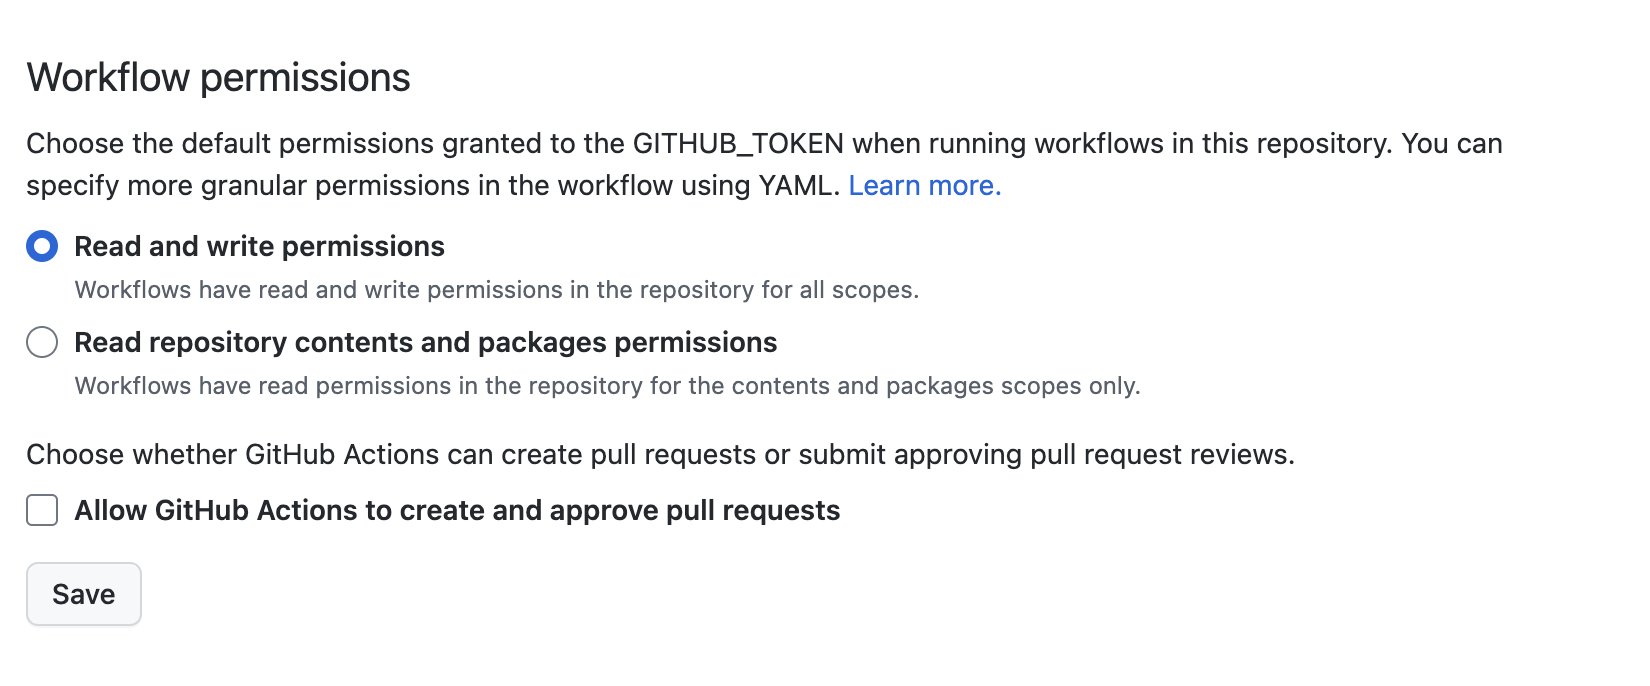 Workflow permissions
Choose the default permissions granted to the GITHUB_TOKEN when running workflows in this repository. You can
specify more granular permissions in the workflow using YAML. Learn more.
Read and write permissions
Workflows have read and write permissions in the repository for all scopes.
Read repository contents and packages permissions
Workflows have read permissions in the repository for the contents and packages scopes only.
Choose whether GitHub Actions can create pull requests or submit approving pull request reviews.
Allow GitHub Actions to create and approve pull requests
Save